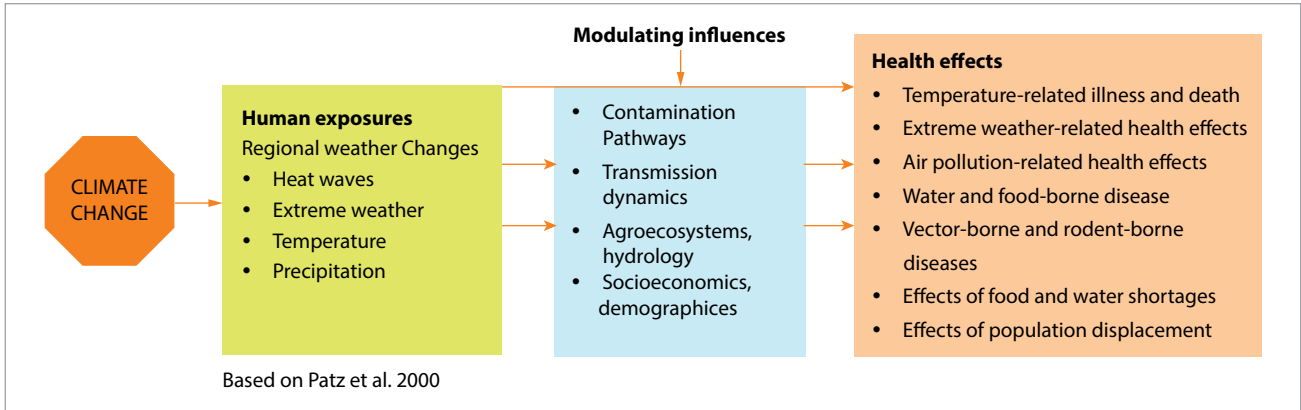 CLIMATE
CHANGE
Human exposures
Regional weather Changes
• Heat waves
• Extreme weather
• Temperature
• Precipitation
Based on Patz et al. 2000
Modulating influences
• Contamination
Pathways
• Transmission
dynamics
• Agroecosystems,
hydrology
• Socioeconomics,
demographices
Health effects
• Temperature-related illness and death
• Extreme weather-related health effects
• Air pollution-related health effects
• Water and food-borne disease
• Vector-borne and rodent-borne
diseases
• Effects of food and water shortages
• Effects of population displacement